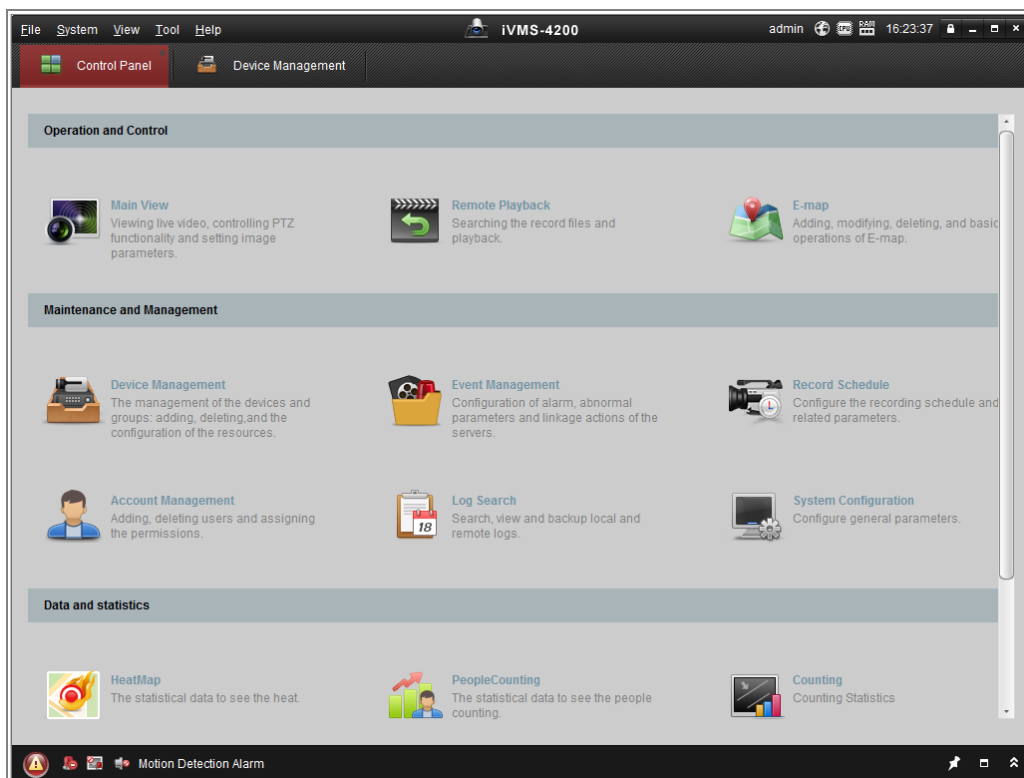 File System View Tool Help iVMS-4200 admin CPU RAM 16:23:37
Control Panel Device Management
Operation and Control
Main View
Viewing live video, controlling PTZ
functionality and setting image
parameters.
Remote Playback
Searching the record files and
playback.
E-map
Adding, modifying, deleting, and basic
operations of E-map.
Maintenance and Management
Device Management
The management of the devices and
groups: adding, deleting,and the
configuration of the resources.
Event Management
Configuration of alarm, abnormal
parameters and linkage actions of the
servers.
Record Schedule
Configure the recording schedule and
related parameters.
Account Management
Adding, deleting users and assigning
the permissions.
18
Log Search
Search, view and backup local and
remote logs.
System Configuration
Configure general parameters.
Data and statistics
HeatMap
The statistical data to see the heat.
PeopleCounting
The statistical data to see the people
counting.
Counting
Counting Statistics
Motion Detection Alarm